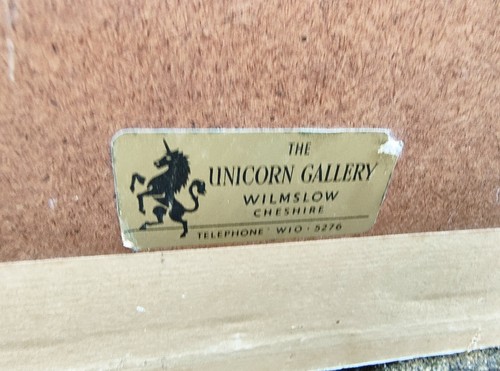 THE
UNICORN GALLERY
WILMSLOW
CHESHIRE
TELEPHONE WIO · 5276